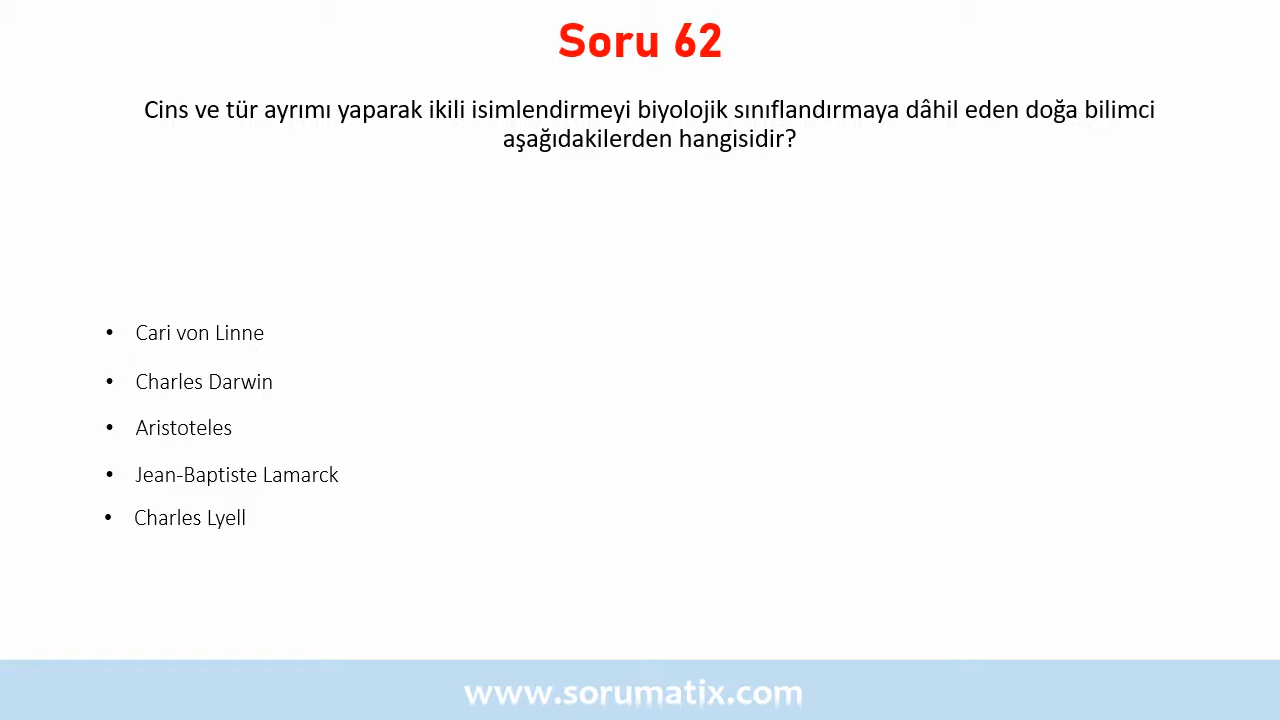 Soru 62
Cins ve tür ayrımı yaparak ikili isimlendirmeyi biyolojik sınıflandırmaya dâhil eden doğa bilimci
aşağıdakilerden hangisidir?
• Cari von Linne
• Charles Darwin
• Aristoteles
• Jean-Baptiste Lamarck
• Charles Lyell
www.sorumatix.com